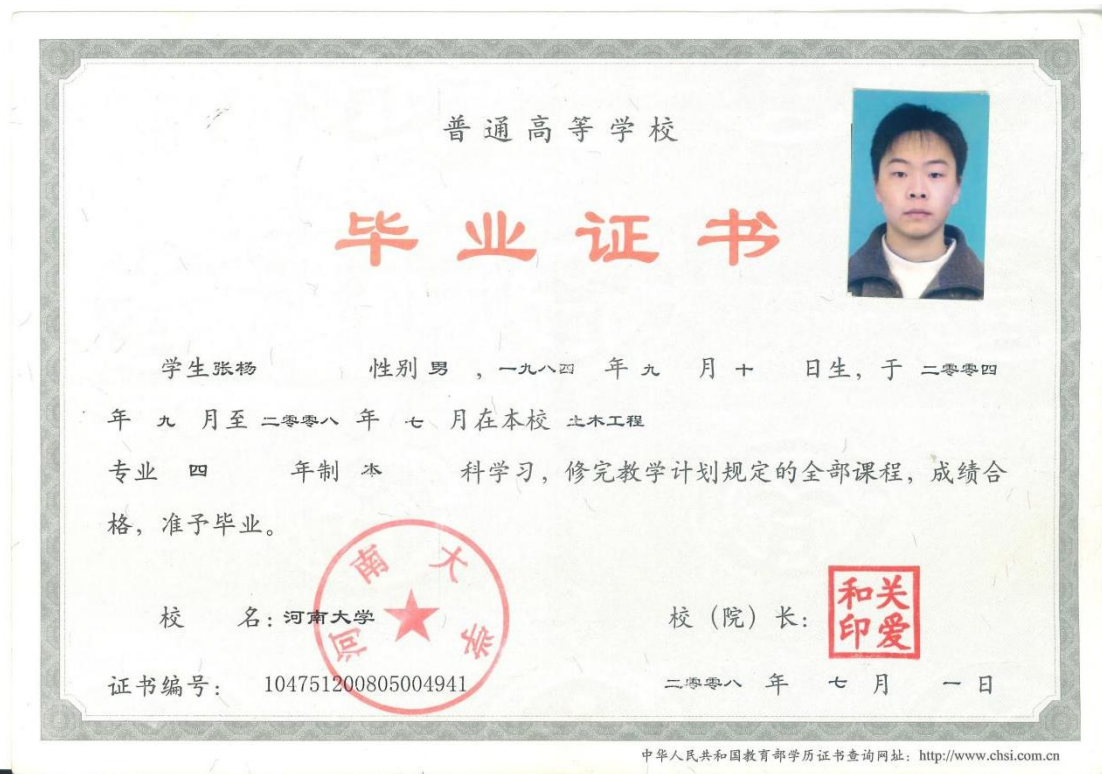 普通高等学校
毕业证书
学生张杨 性别男，一九八四年九月十日生，于二零零四
年九月至二零零八年七月在本校土木工程
专业四年制本科学习，修完教学计划规定的全部课程，成绩合
格，准予毕业。
河南大学
校名：河南大学
校（院）长：
关爱和印
证书编号：104751200805004941
二零零八年七月一日
中华人民共和国教育部学历证书查询网址：http://www.chsi.com.cn